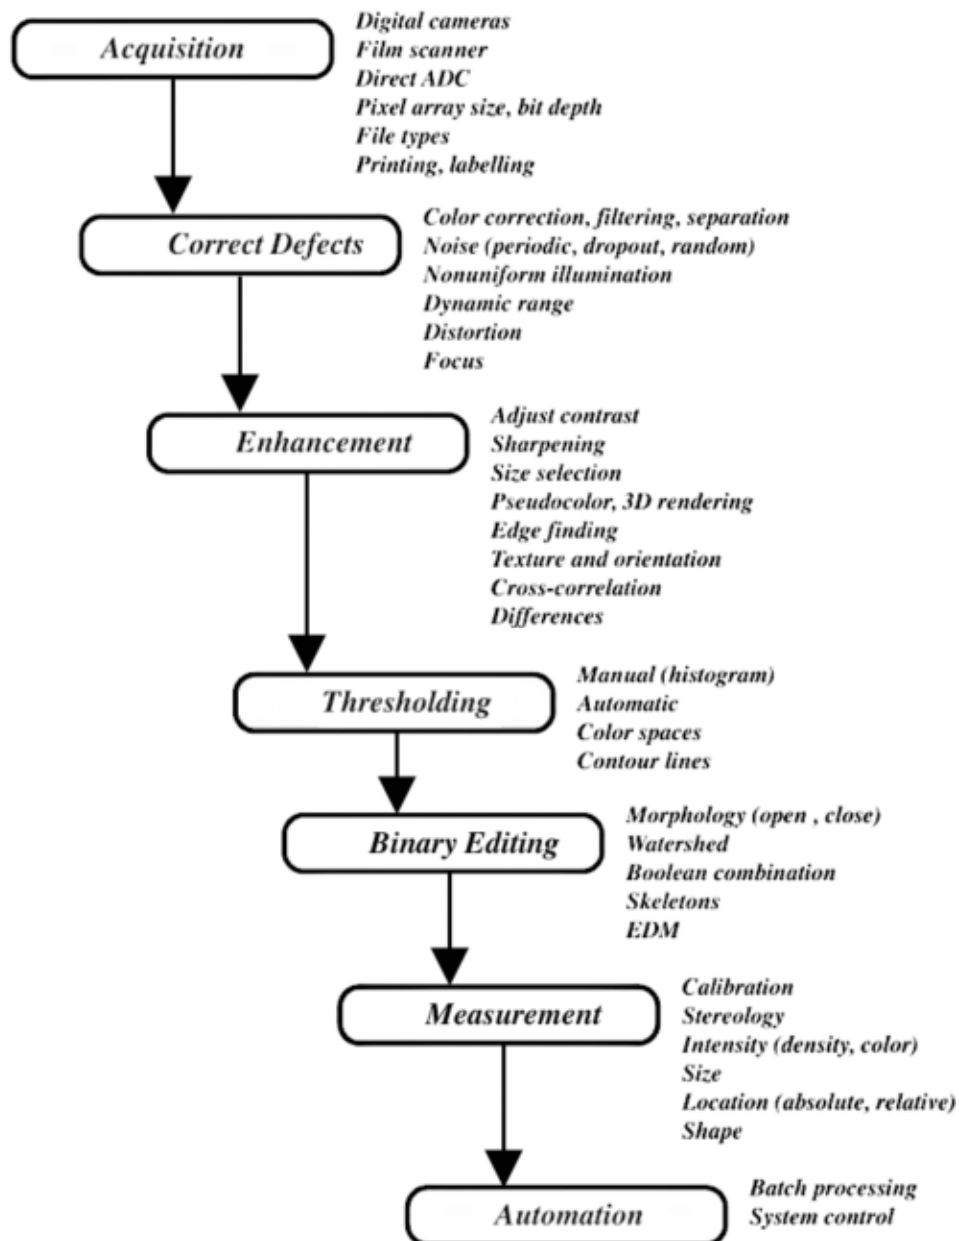 Acquisition
Digital cameras
Film scanner
Direct ADC
Pixel array size, bit depth
File types
Printing, labelling
Correct Defects
Color correction, filtering, separation
Noise (periodic, dropout, random)
Nonuniform illumination
Dynamic range
Distortion
Focus
Enhancement
Adjust contrast
Sharpening
Size selection
Pseudocolor, 3D rendering
Edge finding
Texture and orientation
Cross-correlation
Differences
Thresholding
Manual (histogram)
Automatic
Color spaces
Contour lines
Binary Editing
Morphology (open , close)
Watershed
Boolean combination
Skeletons
EDM
Measurement
Calibration
Stereology
Intensity (density, color)
Size
Location (absolute, relative)
Shape
Automation
Batch processing
System control